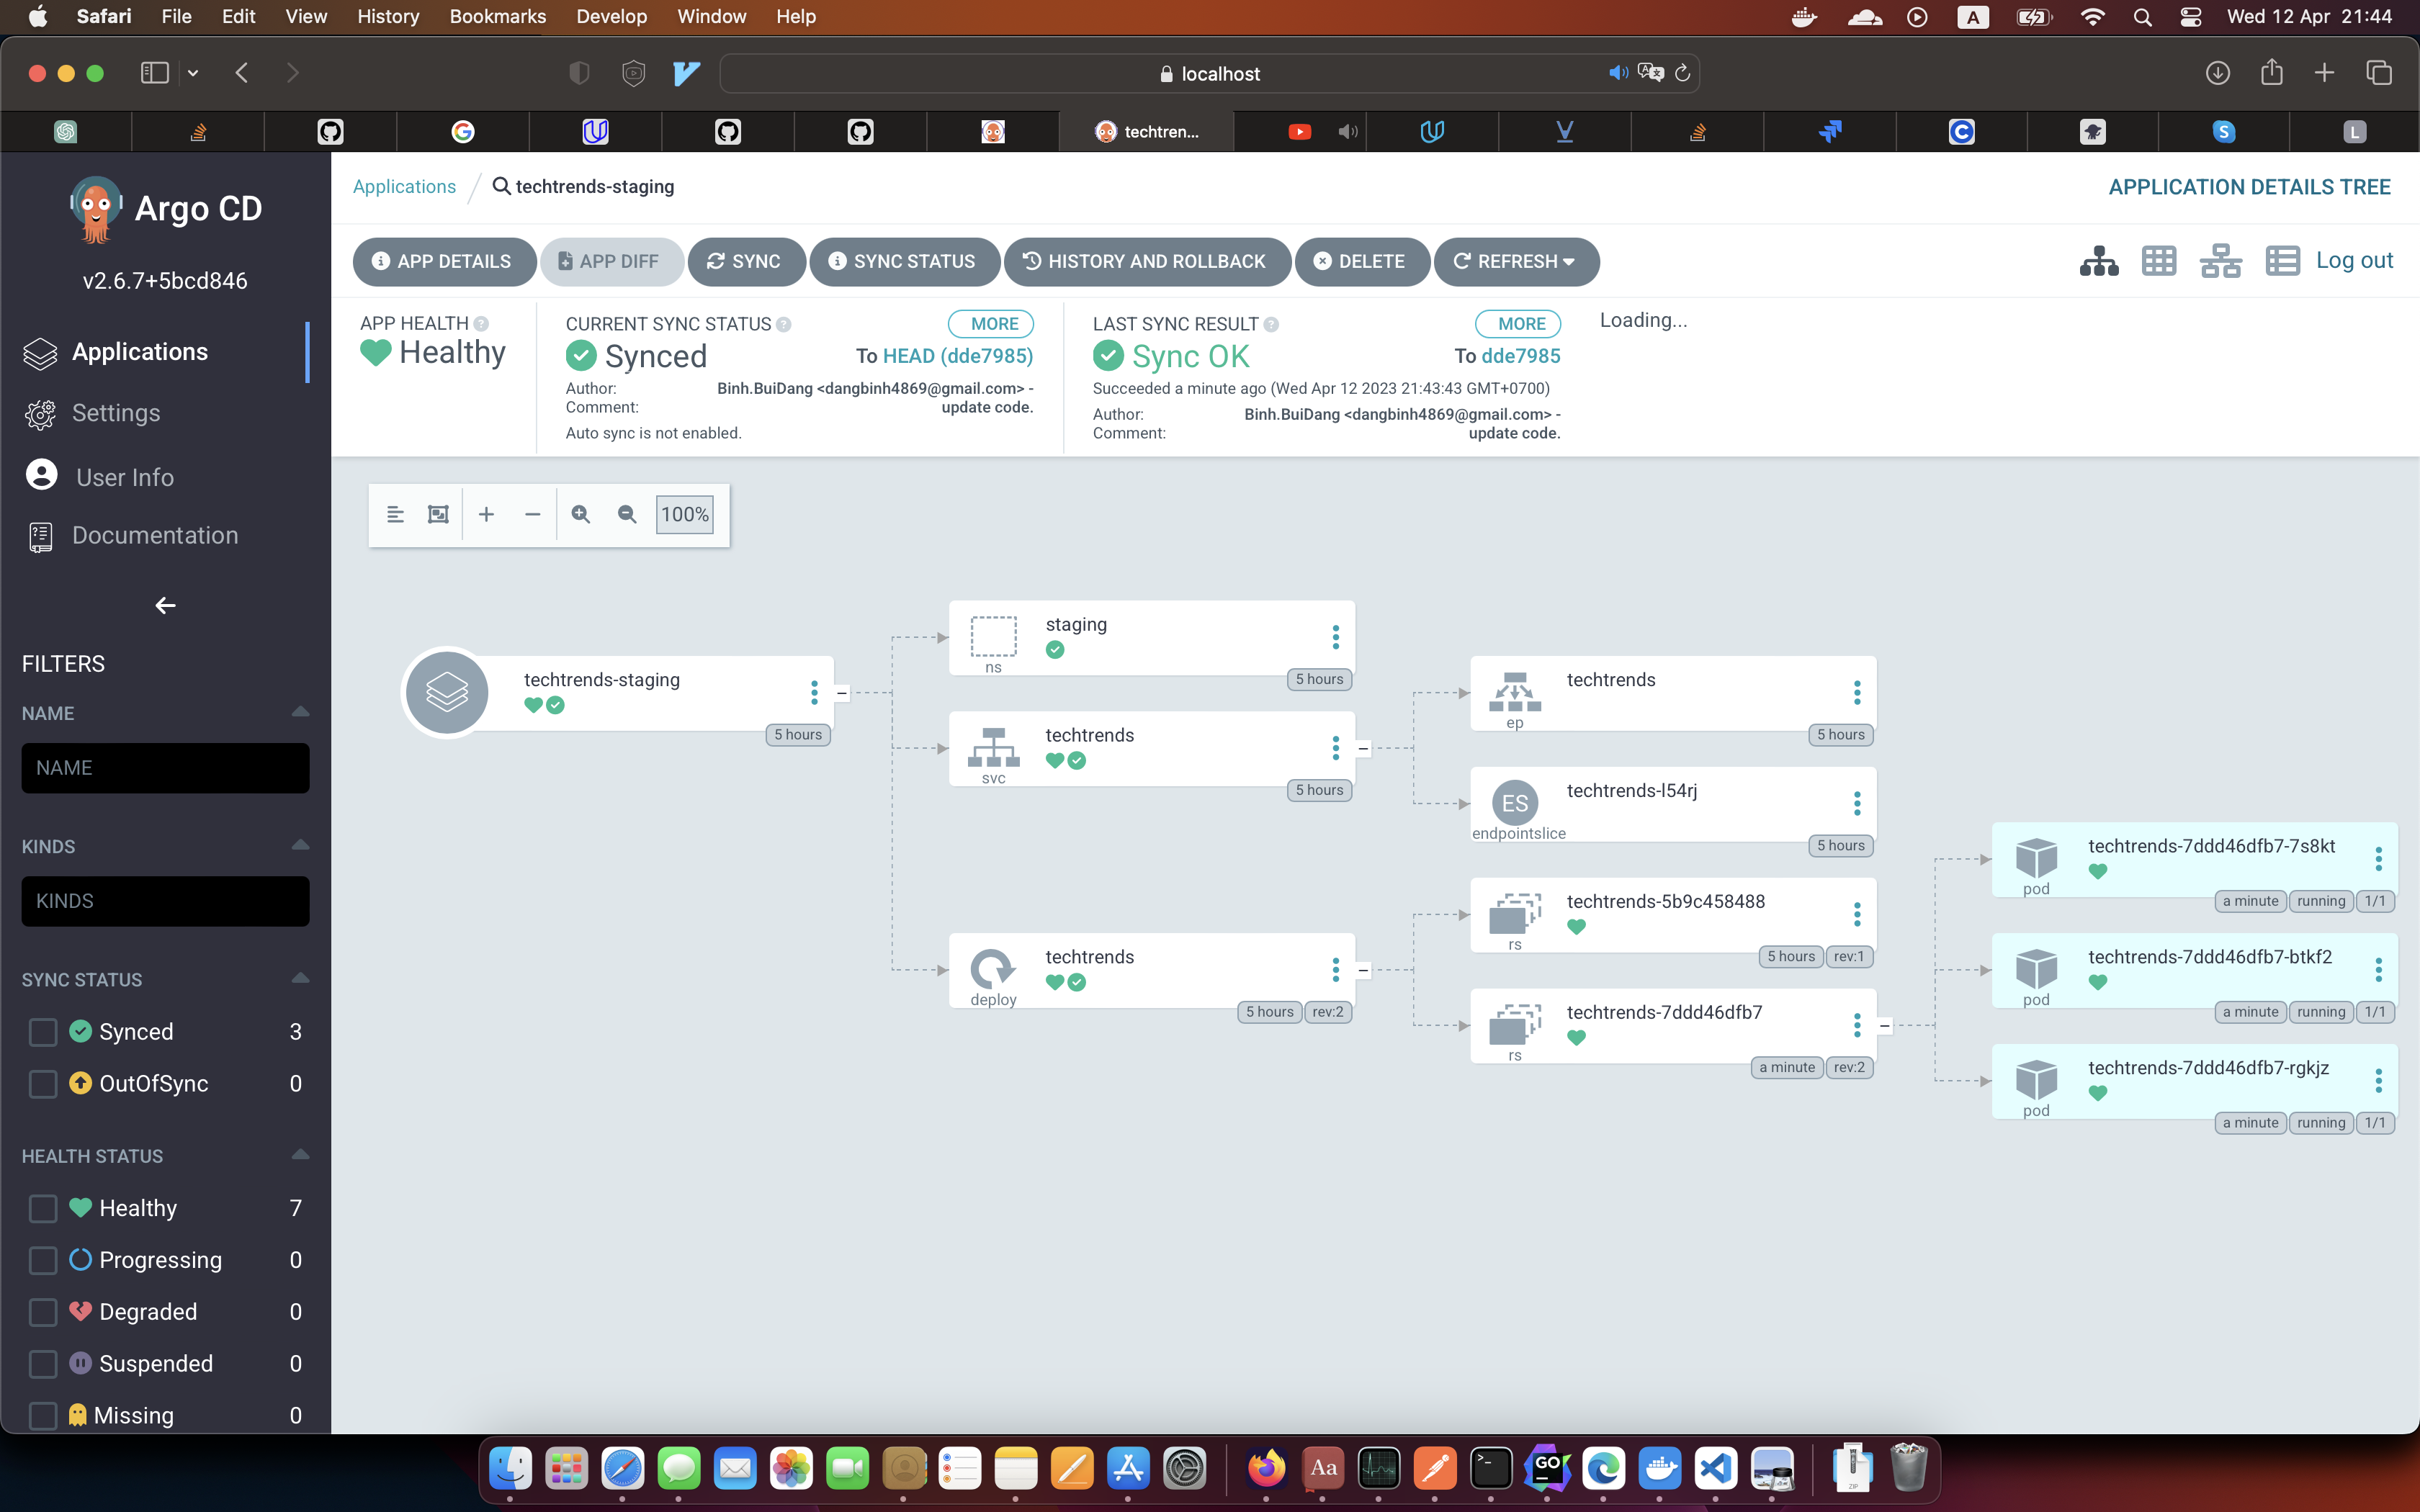 Safari File Edit View History Bookmarks Develop Window Help A Wed 12 Apr 21:44
localhost
techtren... L
Argo CD
v2.6.7+5bcd846
Applications
Settings
User Info
Documentation
FILTERS
NAME
NAME
KINDS
KINDS
SYNC STATUS
Synced 3
OutOfSync 0
HEALTH STATUS
Healthy 7
Progressing 0
Degraded 0
Suspended 0
Missing 0
Applications / techtrends-staging
APPLICATION DETAILS TREE
APP DETAILS APP DIFF SYNC SYNC STATUS HISTORY AND ROLLBACK DELETE REFRESH Log out
APP HEALTH
Healthy
CURRENT SYNC STATUS MORE
Synced To HEAD (dde7985)
Author: Binh.BuiDang <dangbinh4869@gmail.com> -
Comment: update code.
Auto sync is not enabled.
LAST SYNC RESULT MORE
Sync OK To dde7985
Succeeded a minute ago (Wed Apr 12 2023 21:43:43 GMT+0700)
Author: Binh.BuiDang <dangbinh4869@gmail.com> -
Comment: update code.
Loading...
100%
techtrends-staging
5 hours
staging
ns
5 hours
techtrends
svc
5 hours
techtrends
deploy
5 hours rev:2
techtrends
ep
5 hours
ES techtrends-l54rj
endpointslice
5 hours
techtrends-5b9c458488
rs
5 hours rev:1
techtrends-7ddd46dfb7
rs
a minute rev:2
techtrends-7ddd46dfb7-7s8kt
pod
a minute running 1/1
techtrends-7ddd46dfb7-btkf2
pod
a minute running 1/1
techtrends-7ddd46dfb7-rgkjz
pod
a minute running 1/1
Aa GO ZIP